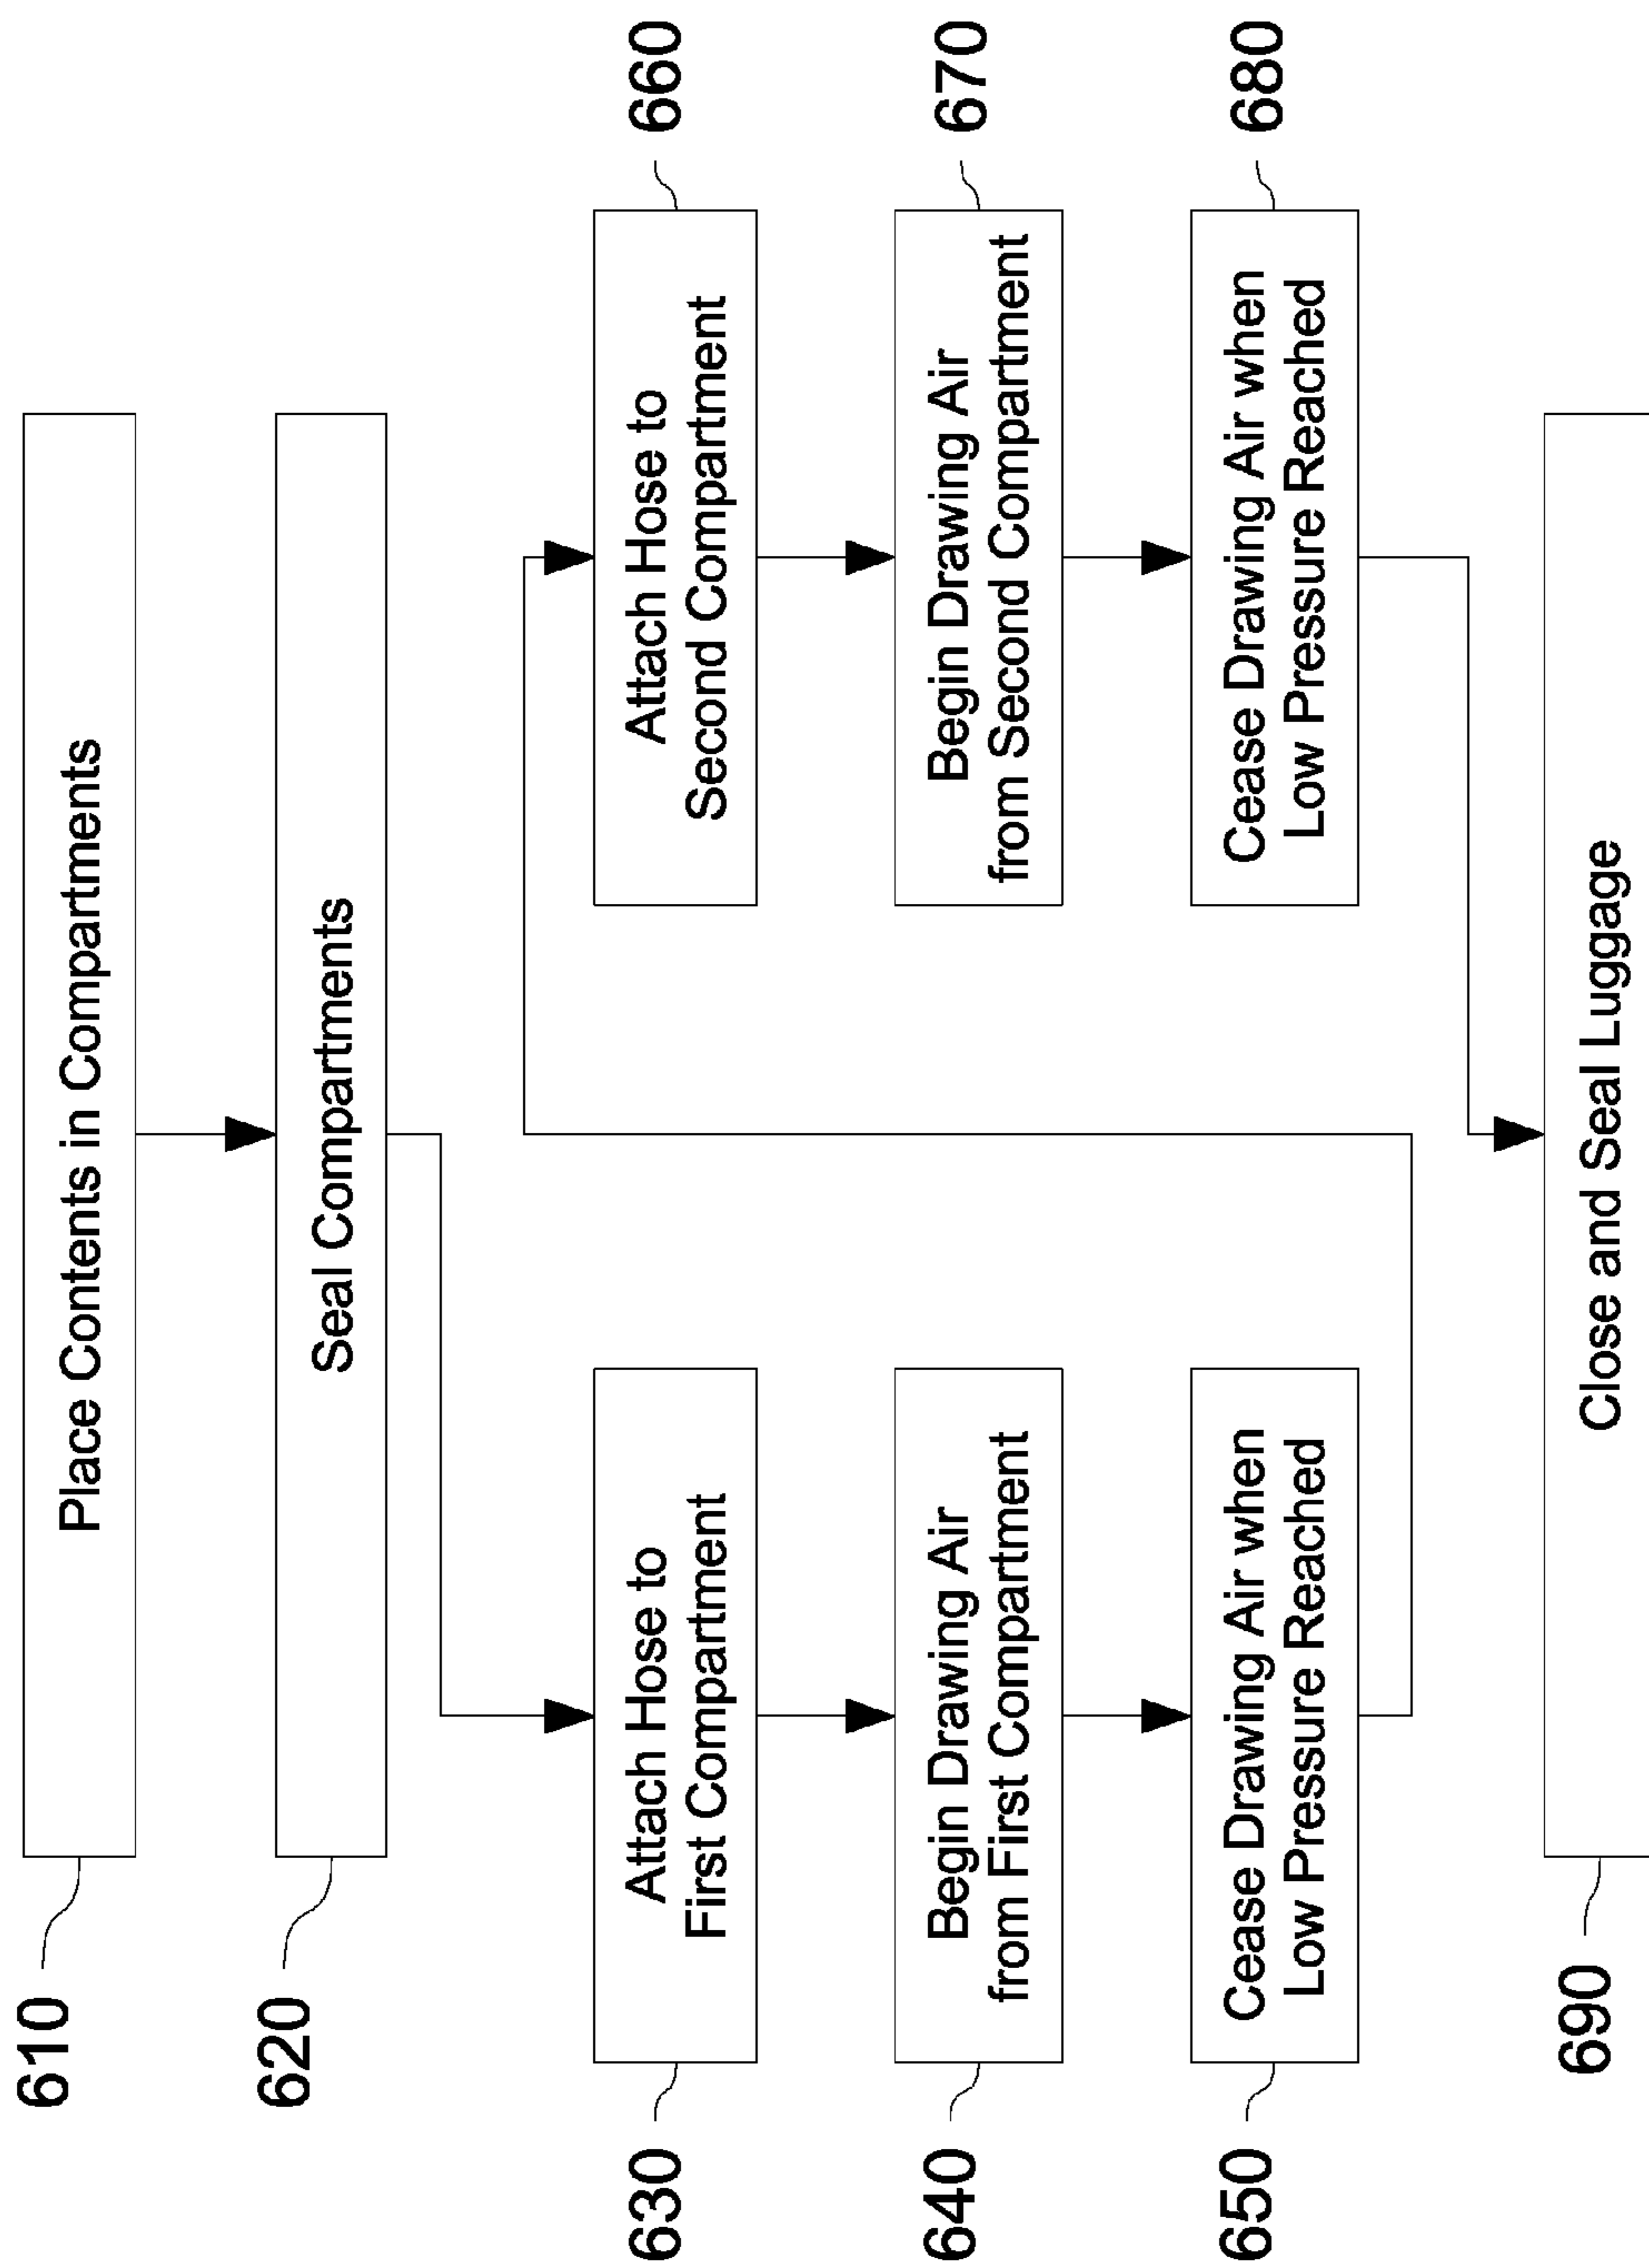 610
Place Contents in Compartments
620
Seal Compartments
630
Attach Hose to
First Compartment
640
Begin Drawing Air
from First Compartment
650
Cease Drawing Air when
Low Pressure Reached
660
Attach Hose to
Second Compartment
670
Begin Drawing Air
from Second Compartment
680
Cease Drawing Air when
Low Pressure Reached
690
Close and Seal Luggage